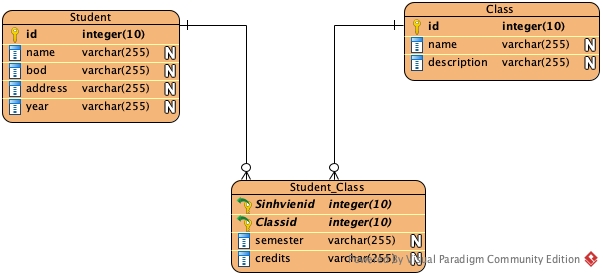 Student
id integer(10)
name varchar(255) N
bod varchar(255) N
address varchar(255) N
year varchar(255) N
Class
id integer(10)
name varchar(255) N
description varchar(255) N
Student_Class
Sinhvienid integer(10)
Classid integer(10)
semester varchar(255) N
credits varchar(255) N
Powered By Visual Paradigm Community Edition